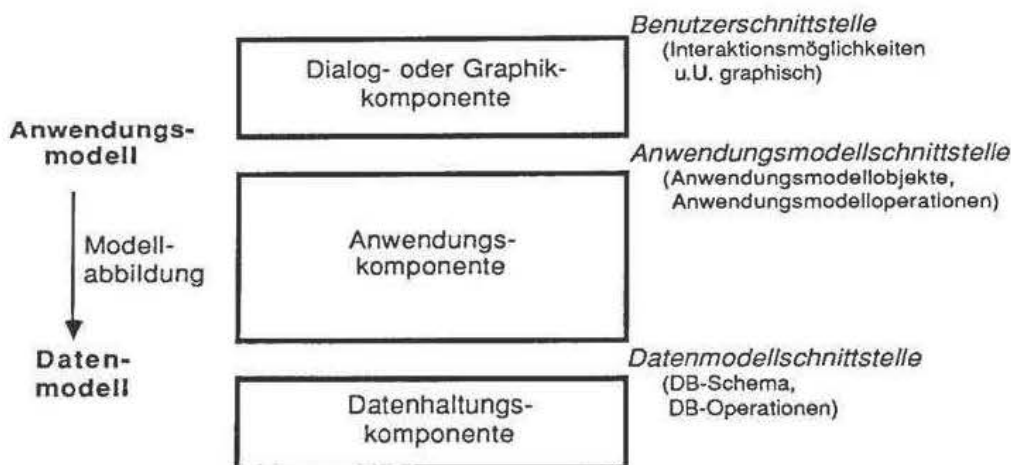 Benutzerschnittstelle
(Interaktionsmöglichkeiten
u.U. graphisch)
Dialog- oder Graphik-
komponente
Anwendungs-
modell
Anwendungsmodellschnittstelle
(Anwendungsmodellobjekte,
Anwendungsmodelloperationen)
Modell-
abbildung
Anwendungs-
komponente
Daten-
modell
Datenmodellschnittstelle
(DB-Schema,
DB-Operationen)
Datenhaltungs-
komponente